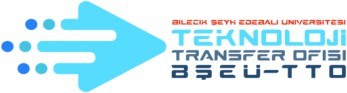 BİLECİK ŞEYH EDEBALİ ÜNİVERSİTESİ
TEKNOLOJİ
TRANSFER OFİSİ
BŞEÜ-TTO